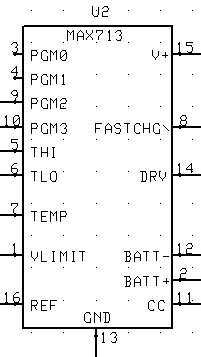 U2
MAX713
3 PGM0 V+ 15
4 PGM1
9 PGM2
10 PGM3 FASTCHG\ 8
5 THI
6 TLO DRV 14
7 TEMP
1 VLIMIT BATT- 12
BATT+ 2
16 REF CC 11
GND
13